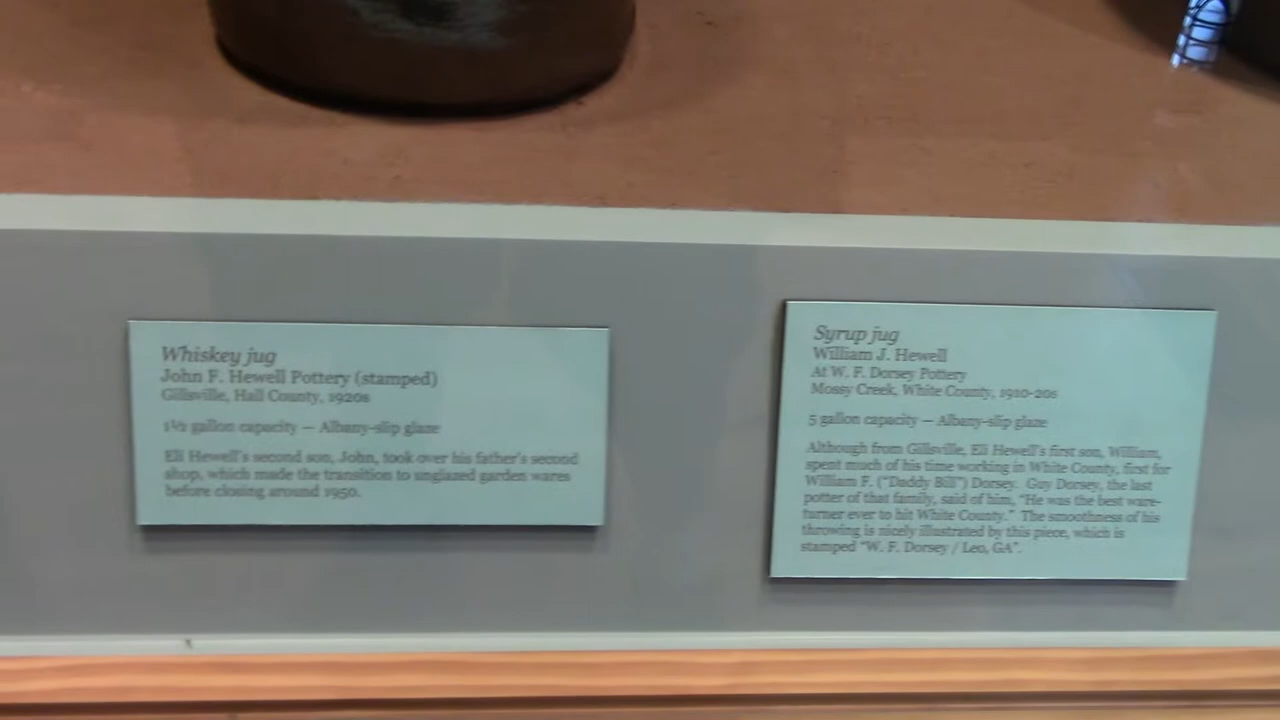 Whiskey jug
John F. Hewell Pottery (stamped)
Gillsville, Hall County, 1920s
1½ gallon capacity — Albany-slip glaze
Eli Hewell's second son, John, took over his father's second
shop, which made the transition to unglazed garden wares
before closing around 1950.
Syrup jug
William J. Hewell
At W. F. Dorsey Pottery
Mossy Creek, White County, 1910-20s
5 gallon capacity — Albany-slip glaze
Although from Gillsville, Eli Hewell's first son, William,
spent much of his time working in White County, first for
William F. ("Daddy Bill") Dorsey. Guy Dorsey, the last
potter of that family, said of him, "He was the best ware-
turner ever to hit White County." The smoothness of his
throwing is nicely illustrated by this piece, which is
stamped "W. F. Dorsey / Leo, GA".